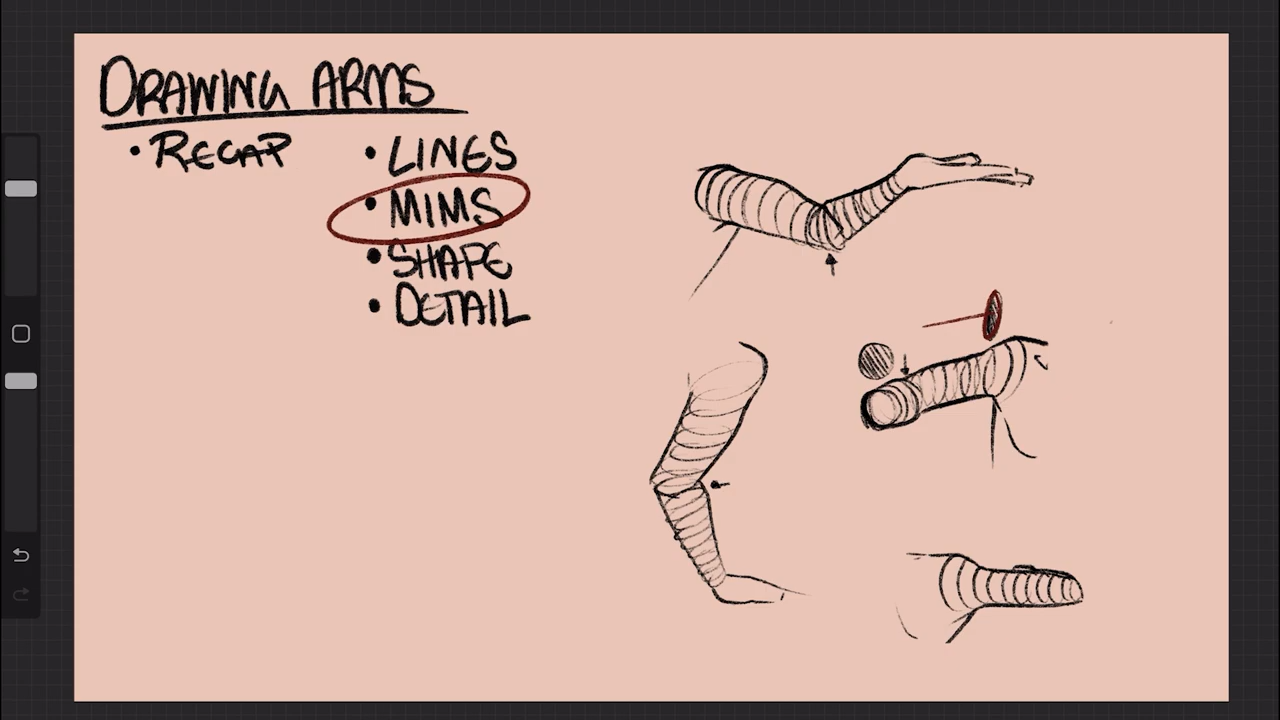 DRAWING ARMS
• RECAP
• LINES
• MIMS
• SHAPE
• DETAIL